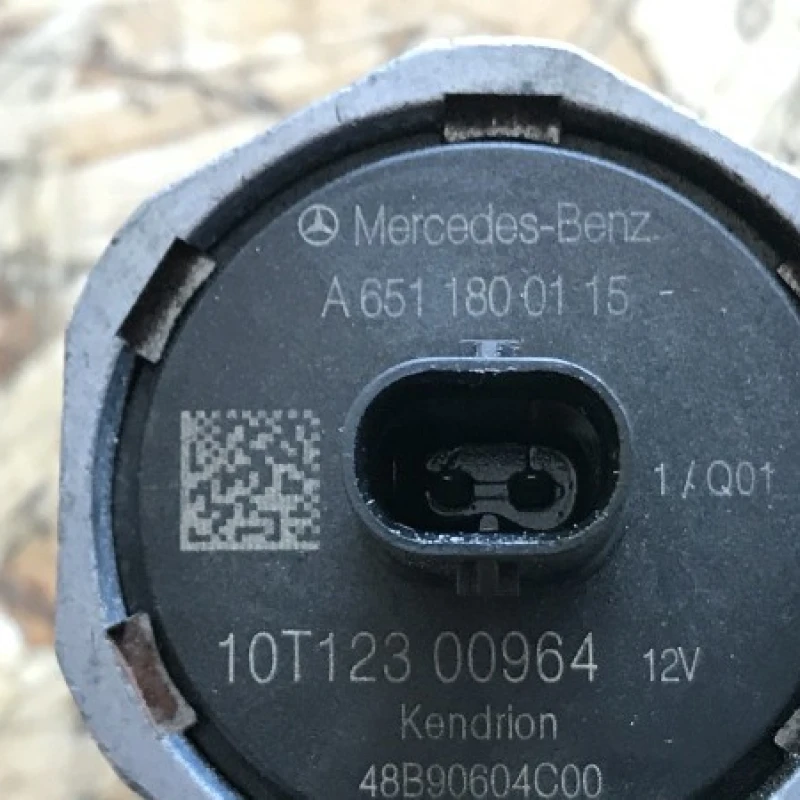 Mercedes-Benz
A 651 180 01 15
1 / Q01
10T123 00964 12V
Kendrion
48B90604C00